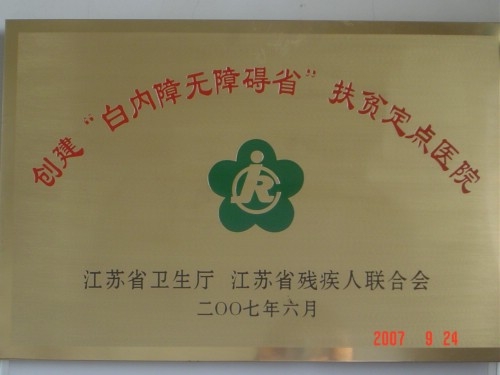 创建“白内障无障碍省”扶贫定点医院
江苏省卫生厅 江苏省残疾人联合会
二〇〇七年六月
2007 9 24